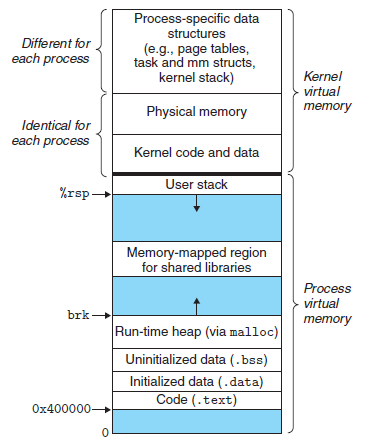 Process-specific data
structures
(e.g., page tables,
task and mm structs,
kernel stack)
Different for
each process
Physical memory
Kernel
virtual
memory
Identical for
each process
Kernel code and data
User stack
%rsp
Memory-mapped region
for shared libraries
Process
virtual
memory
brk
Run-time heap (via malloc)
Uninitialized data (.bss)
Initialized data (.data)
Code (.text)
0x400000
0